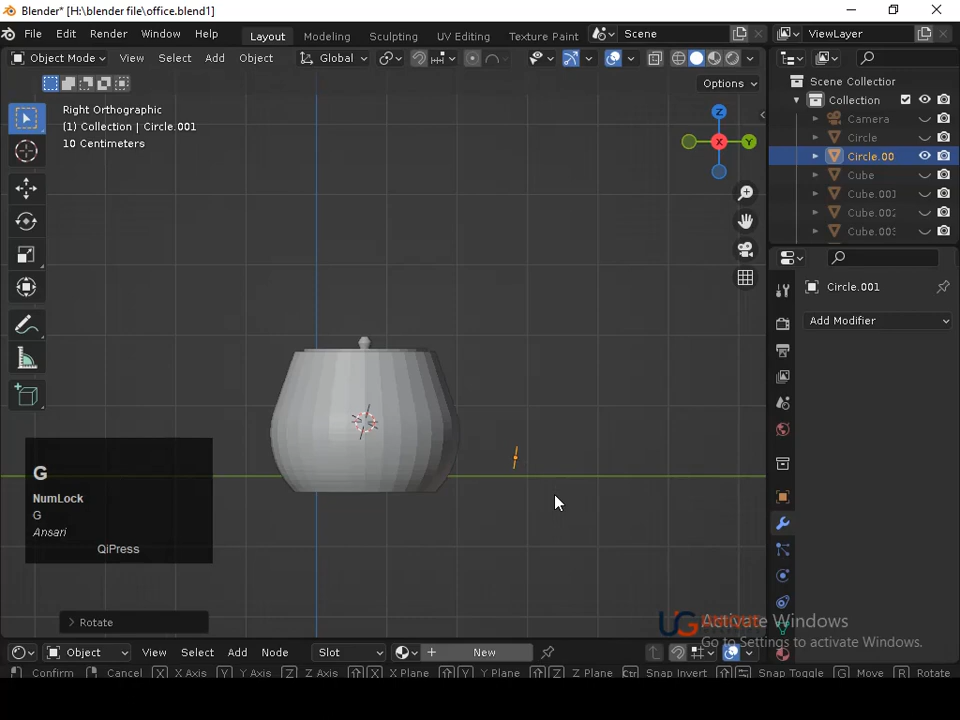 Blender* [H:\blender file\office.blend1]
File Edit Render Window Help Layout Modeling Sculpting UV Editing Texture Paint Scene ViewLayer
Object Mode View Select Add Object Global
Options
Right Orthographic
(1) Collection | Circle.001
10 Centimeters
Z
Y
X
Scene Collection
Collection
Camera
Circle
Circle.00
Cube
Cube.001
Cube.002
Cube.003
Circle.001
Add Modifier
G
NumLock
G
Ansari
QiPress
Rotate
UG
Activate Windows
Go to Settings to activate Windows.
Object View Select Add Node Slot New
Confirm Cancel X X Axis Y Y Axis Z Z Axis X X Plane Y Y Plane Z Z Plane Ctrl Snap Invert Snap Toggle G Move R Rotate